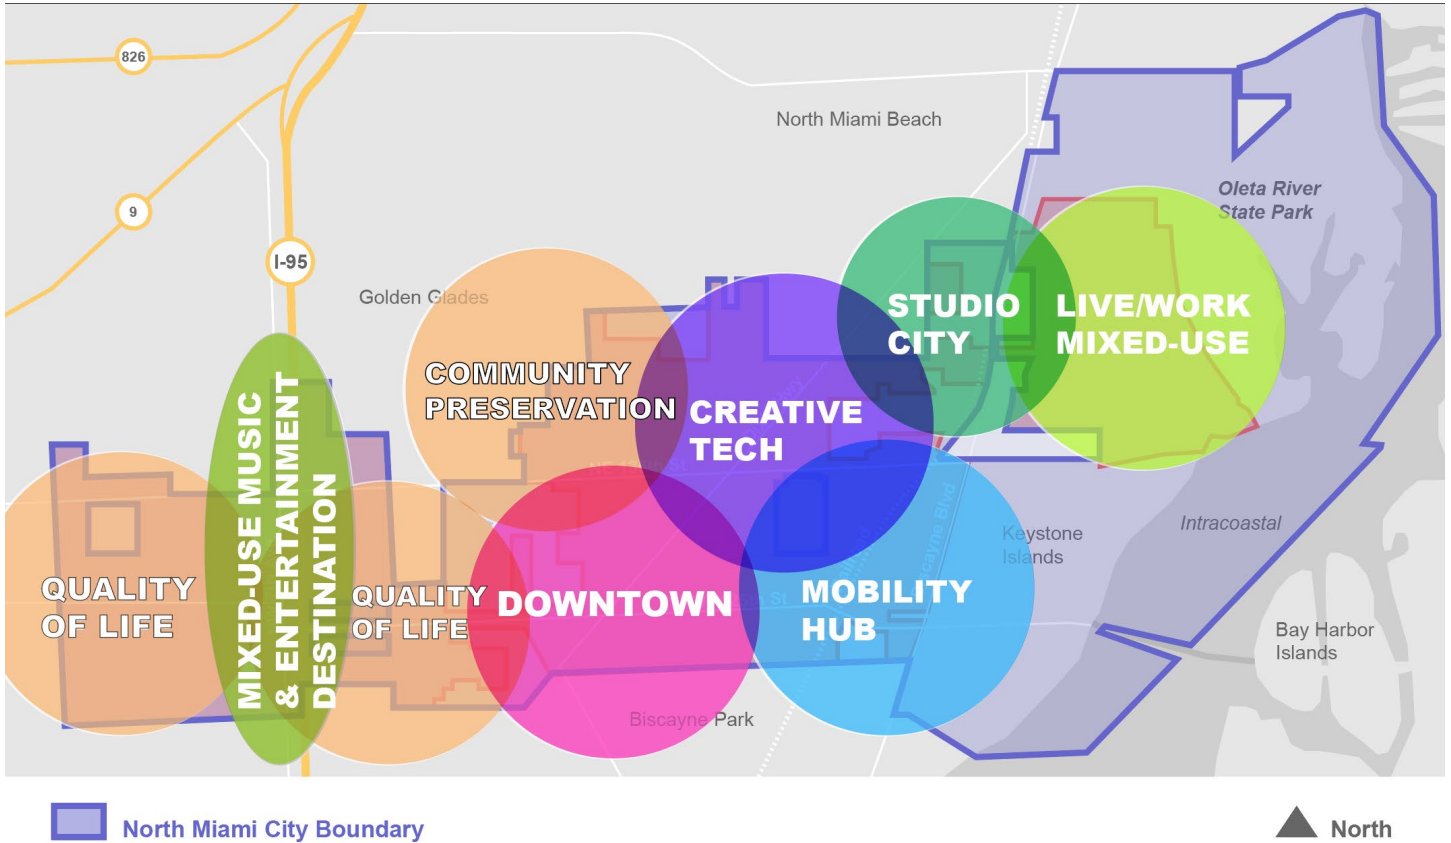 826
North Miami Beach
9
Oleta River
State Park
I-95
Golden Glades
STUDIO
CITY
LIVE/WORK
MIXED-USE
COMMUNITY
PRESERVATION
CREATIVE
TECH
MIXED-USE MUSIC
& ENTERTAINMENT
DESTINATION
Intracoastal
Keystone
Islands
QUALITY
OF LIFE
QUALITY
OF LIFE
DOWNTOWN
MOBILITY
HUB
Bay Harbor
Islands
Biscayne Park
North Miami City Boundary
North